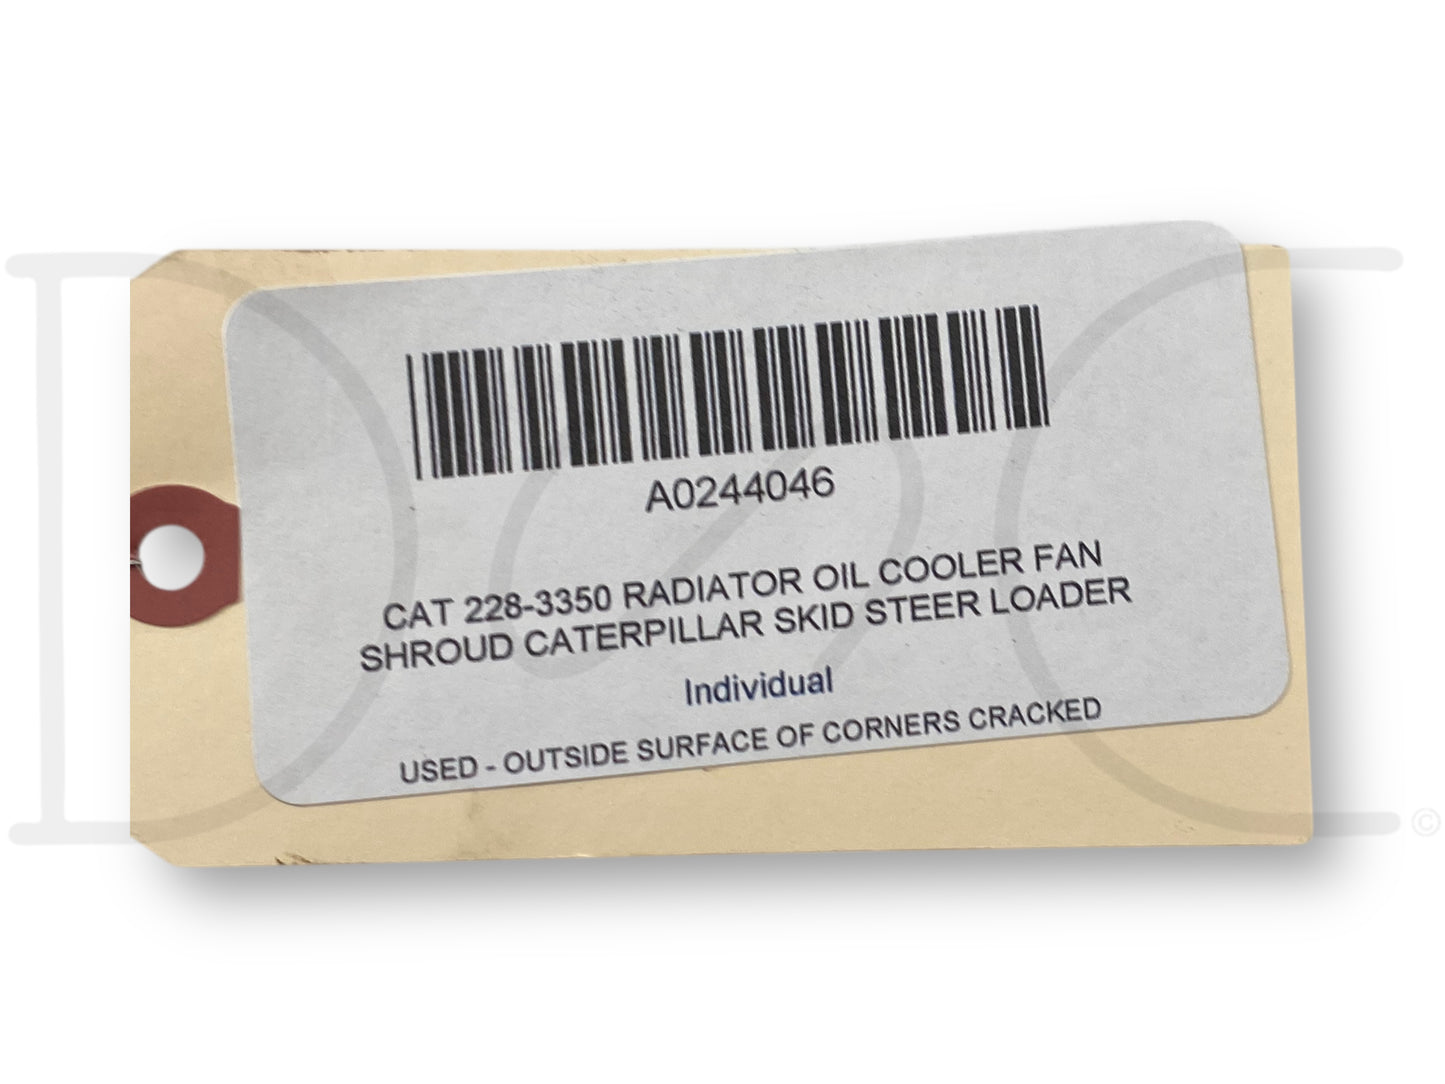 A0244046
CAT 228-3350 RADIATOR OIL COOLER FAN
SHROUD CATERPILLAR SKID STEER LOADER
Individual
USED - OUTSIDE SURFACE OF CORNERS CRACKED
©